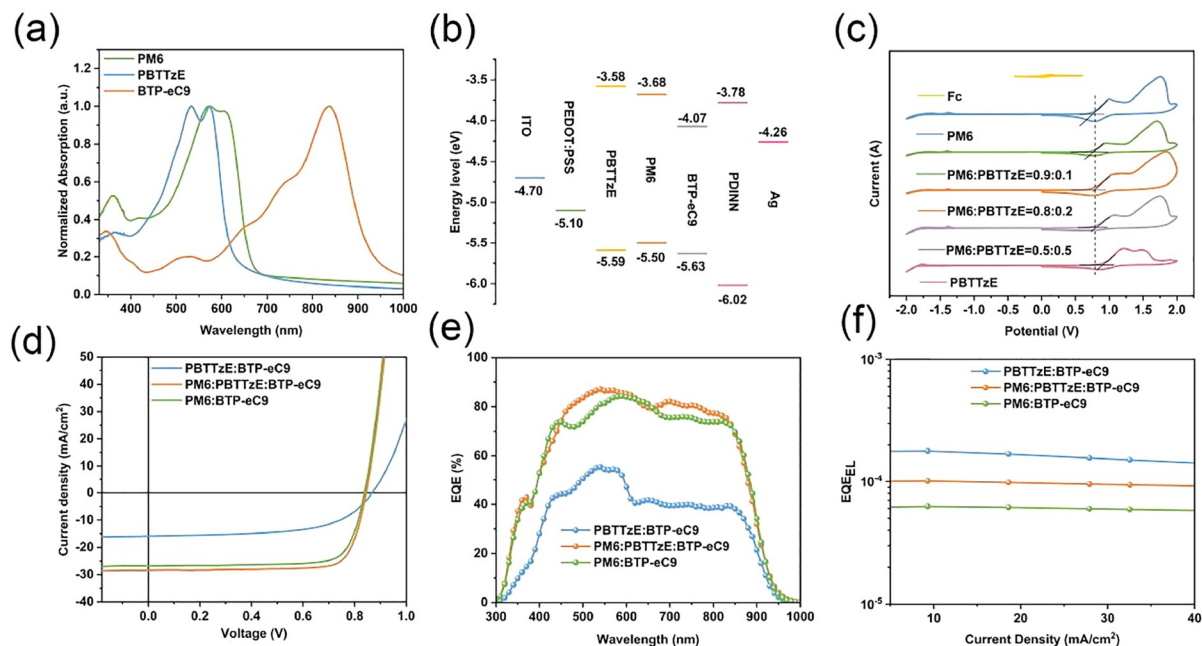 (a)
PM6
PBTTzE
BTP-eC9
Normalized Absorption (a.u.)
1.2
1.0
0.8
0.6
0.4
0.2
0.0
400 500 600 700 800 900 1000
Wavelength (nm)
(b)
Energy level (eV)
-3.5
-4.0
-4.5
-5.0
-5.5
-6.0
ITO
-4.70
PEDOT:PSS
-5.10
-3.58
PBTTzE
-5.59
-3.68
PM6
-5.50
-4.07
BTP-eC9
-5.63
-3.78
PDINN
-6.02
-4.26
Ag
(c)
Current (A)
Fc
PM6
PM6:PBTTzE=0.9:0.1
PM6:PBTTzE=0.8:0.2
PM6:PBTTzE=0.5:0.5
PBTTzE
-2.0 -1.5 -1.0 -0.5 0.0 0.5 1.0 1.5 2.0
Potential (V)
(d)
PBTTzE:BTP-eC9
PM6:PBTTzE:BTP-eC9
PM6:BTP-eC9
Current density (mA/cm²)
50
40
30
20
10
0
-10
-20
-30
-40
0.0 0.2 0.4 0.6 0.8 1.0
Voltage (V)
(e)
EQE (%)
100
80
60
40
20
0
PBTTzE:BTP-eC9
PM6:PBTTzE:BTP-eC9
PM6:BTP-eC9
300 400 500 600 700 800 900 1000
Wavelength (nm)
(f)
EQE_EL
10⁻³
10⁻⁴
10⁻⁵
PBTTzE:BTP-eC9
PM6:PBTTzE:BTP-eC9
PM6:BTP-eC9
10 20 30 40
Current Density (mA/cm²)